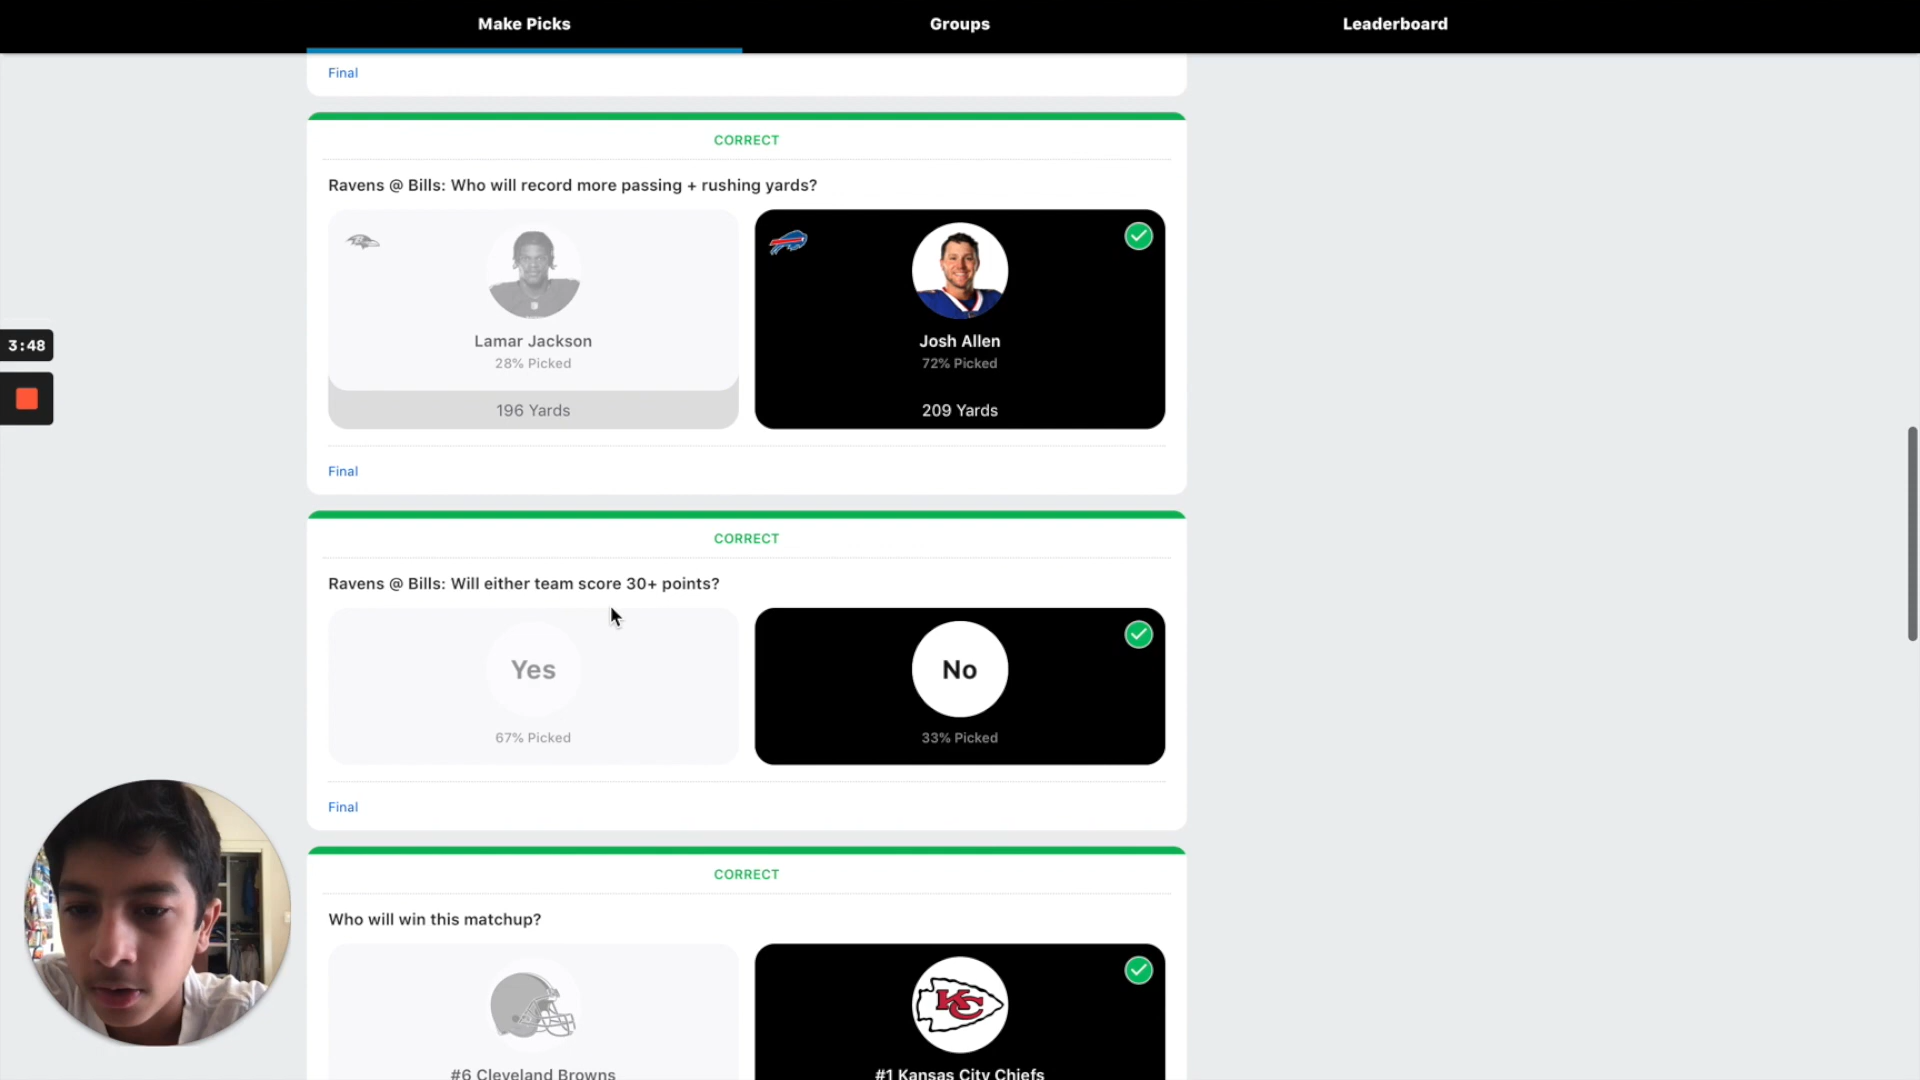 Make Picks
Groups
Leaderboard
Final
CORRECT
Ravens @ Bills: Who will record more passing + rushing yards?
Lamar Jackson
28% Picked
196 Yards
Josh Allen
72% Picked
209 Yards
Final
3:48
CORRECT
Ravens @ Bills: Will either team score 30+ points?
Yes
67% Picked
No
33% Picked
Final
CORRECT
Who will win this matchup?
#6 Cleveland Browns
KC
#1 Kansas City Chiefs